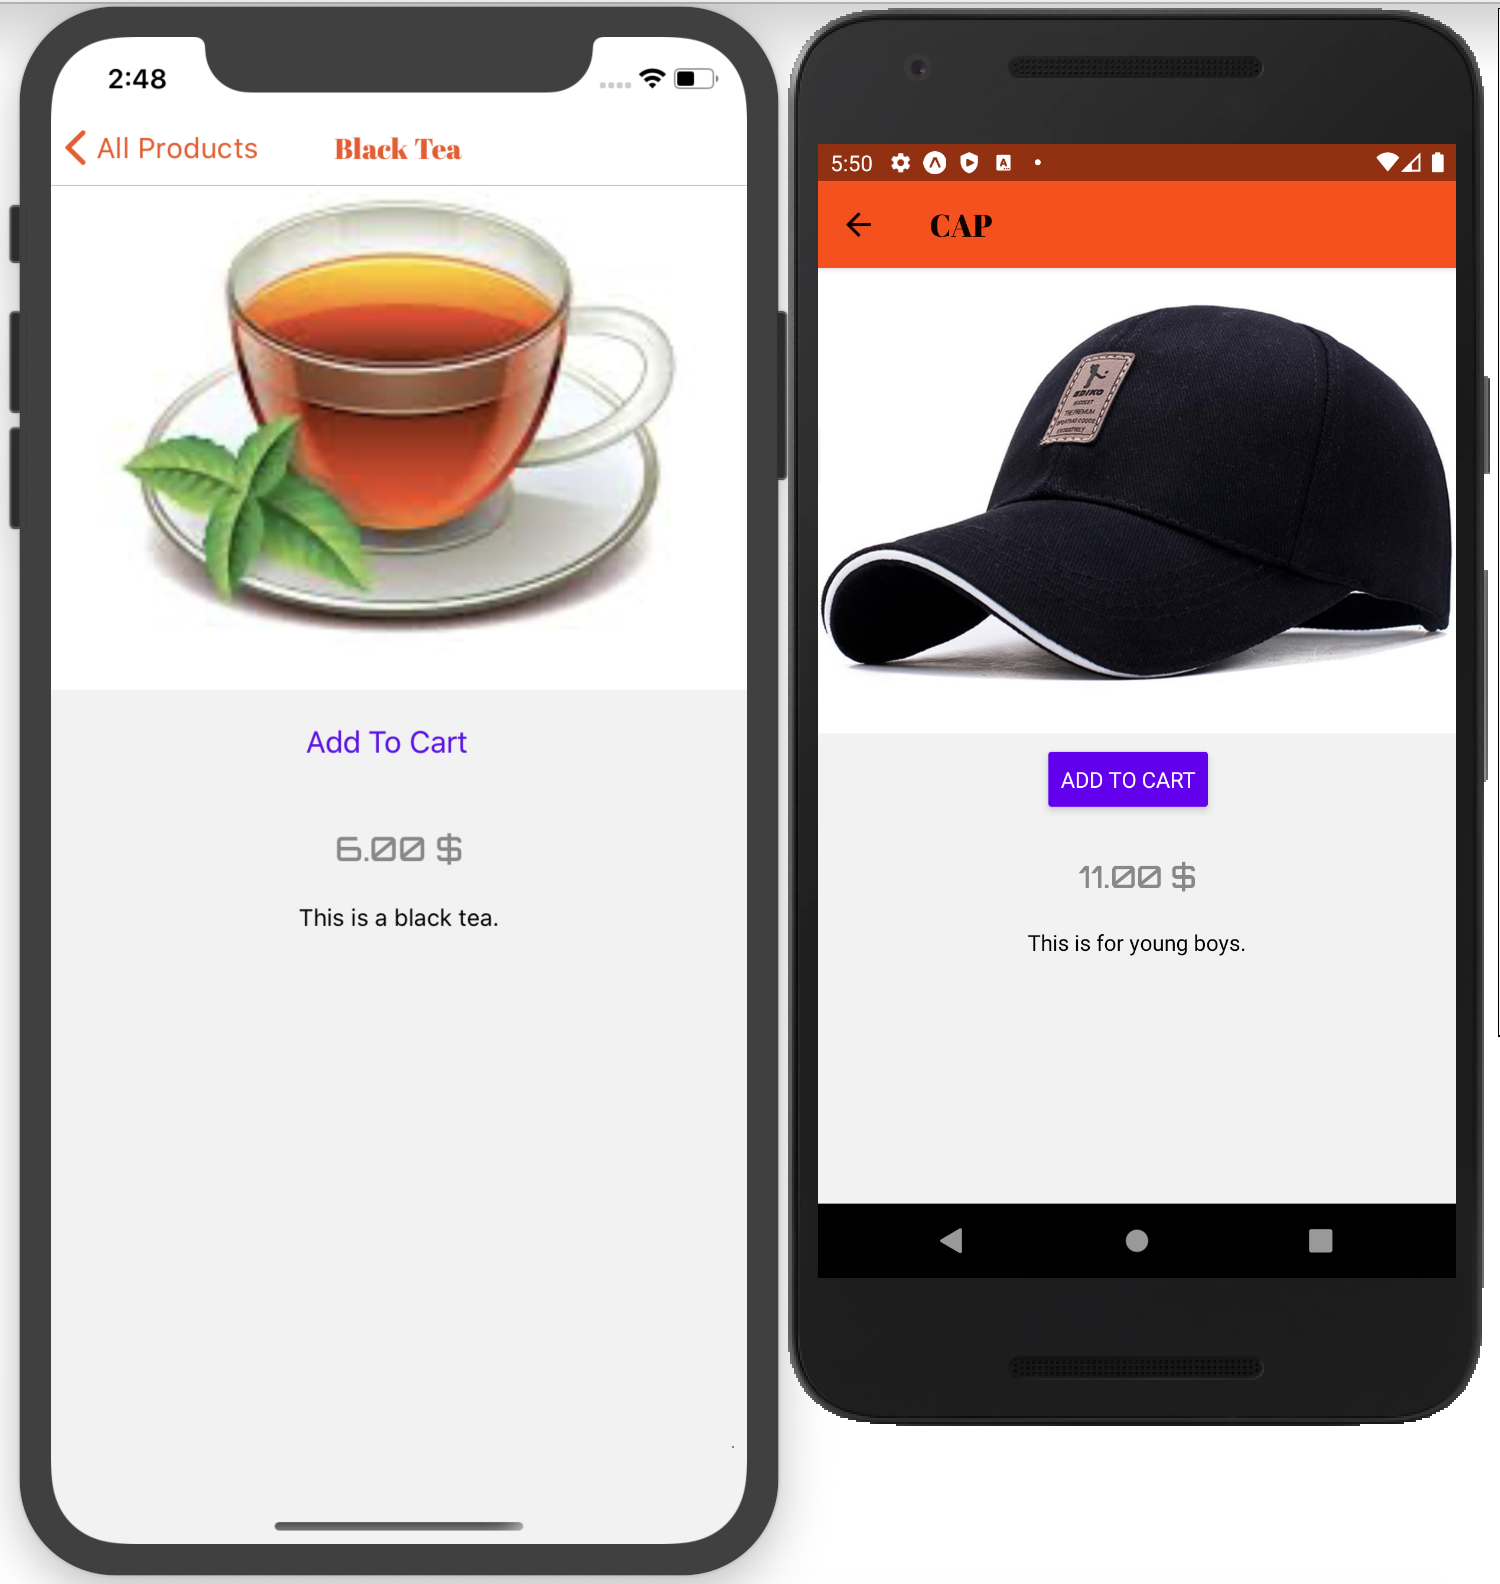 2:48
All Products
Black Tea
Add To Cart
6.00 $
This is a black tea.
5:50
CAP
EDIKO
ADD TO CART
11.00 $
This is for young boys.